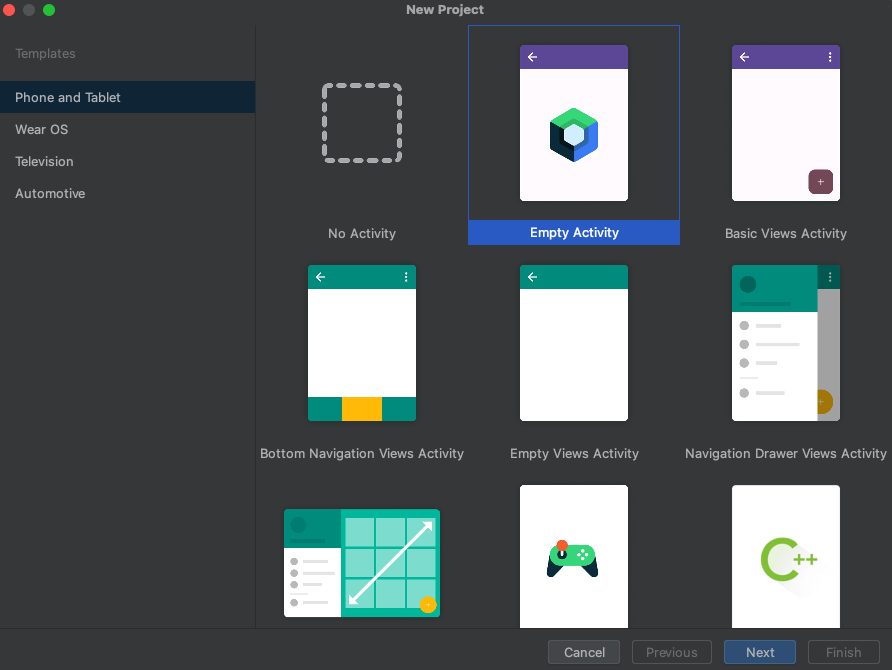 New Project
Templates
Phone and Tablet
Wear OS
Television
Automotive
No Activity
Empty Activity
Basic Views Activity
Bottom Navigation Views Activity
Empty Views Activity
Navigation Drawer Views Activity
C++
Cancel
Previous
Next
Finish